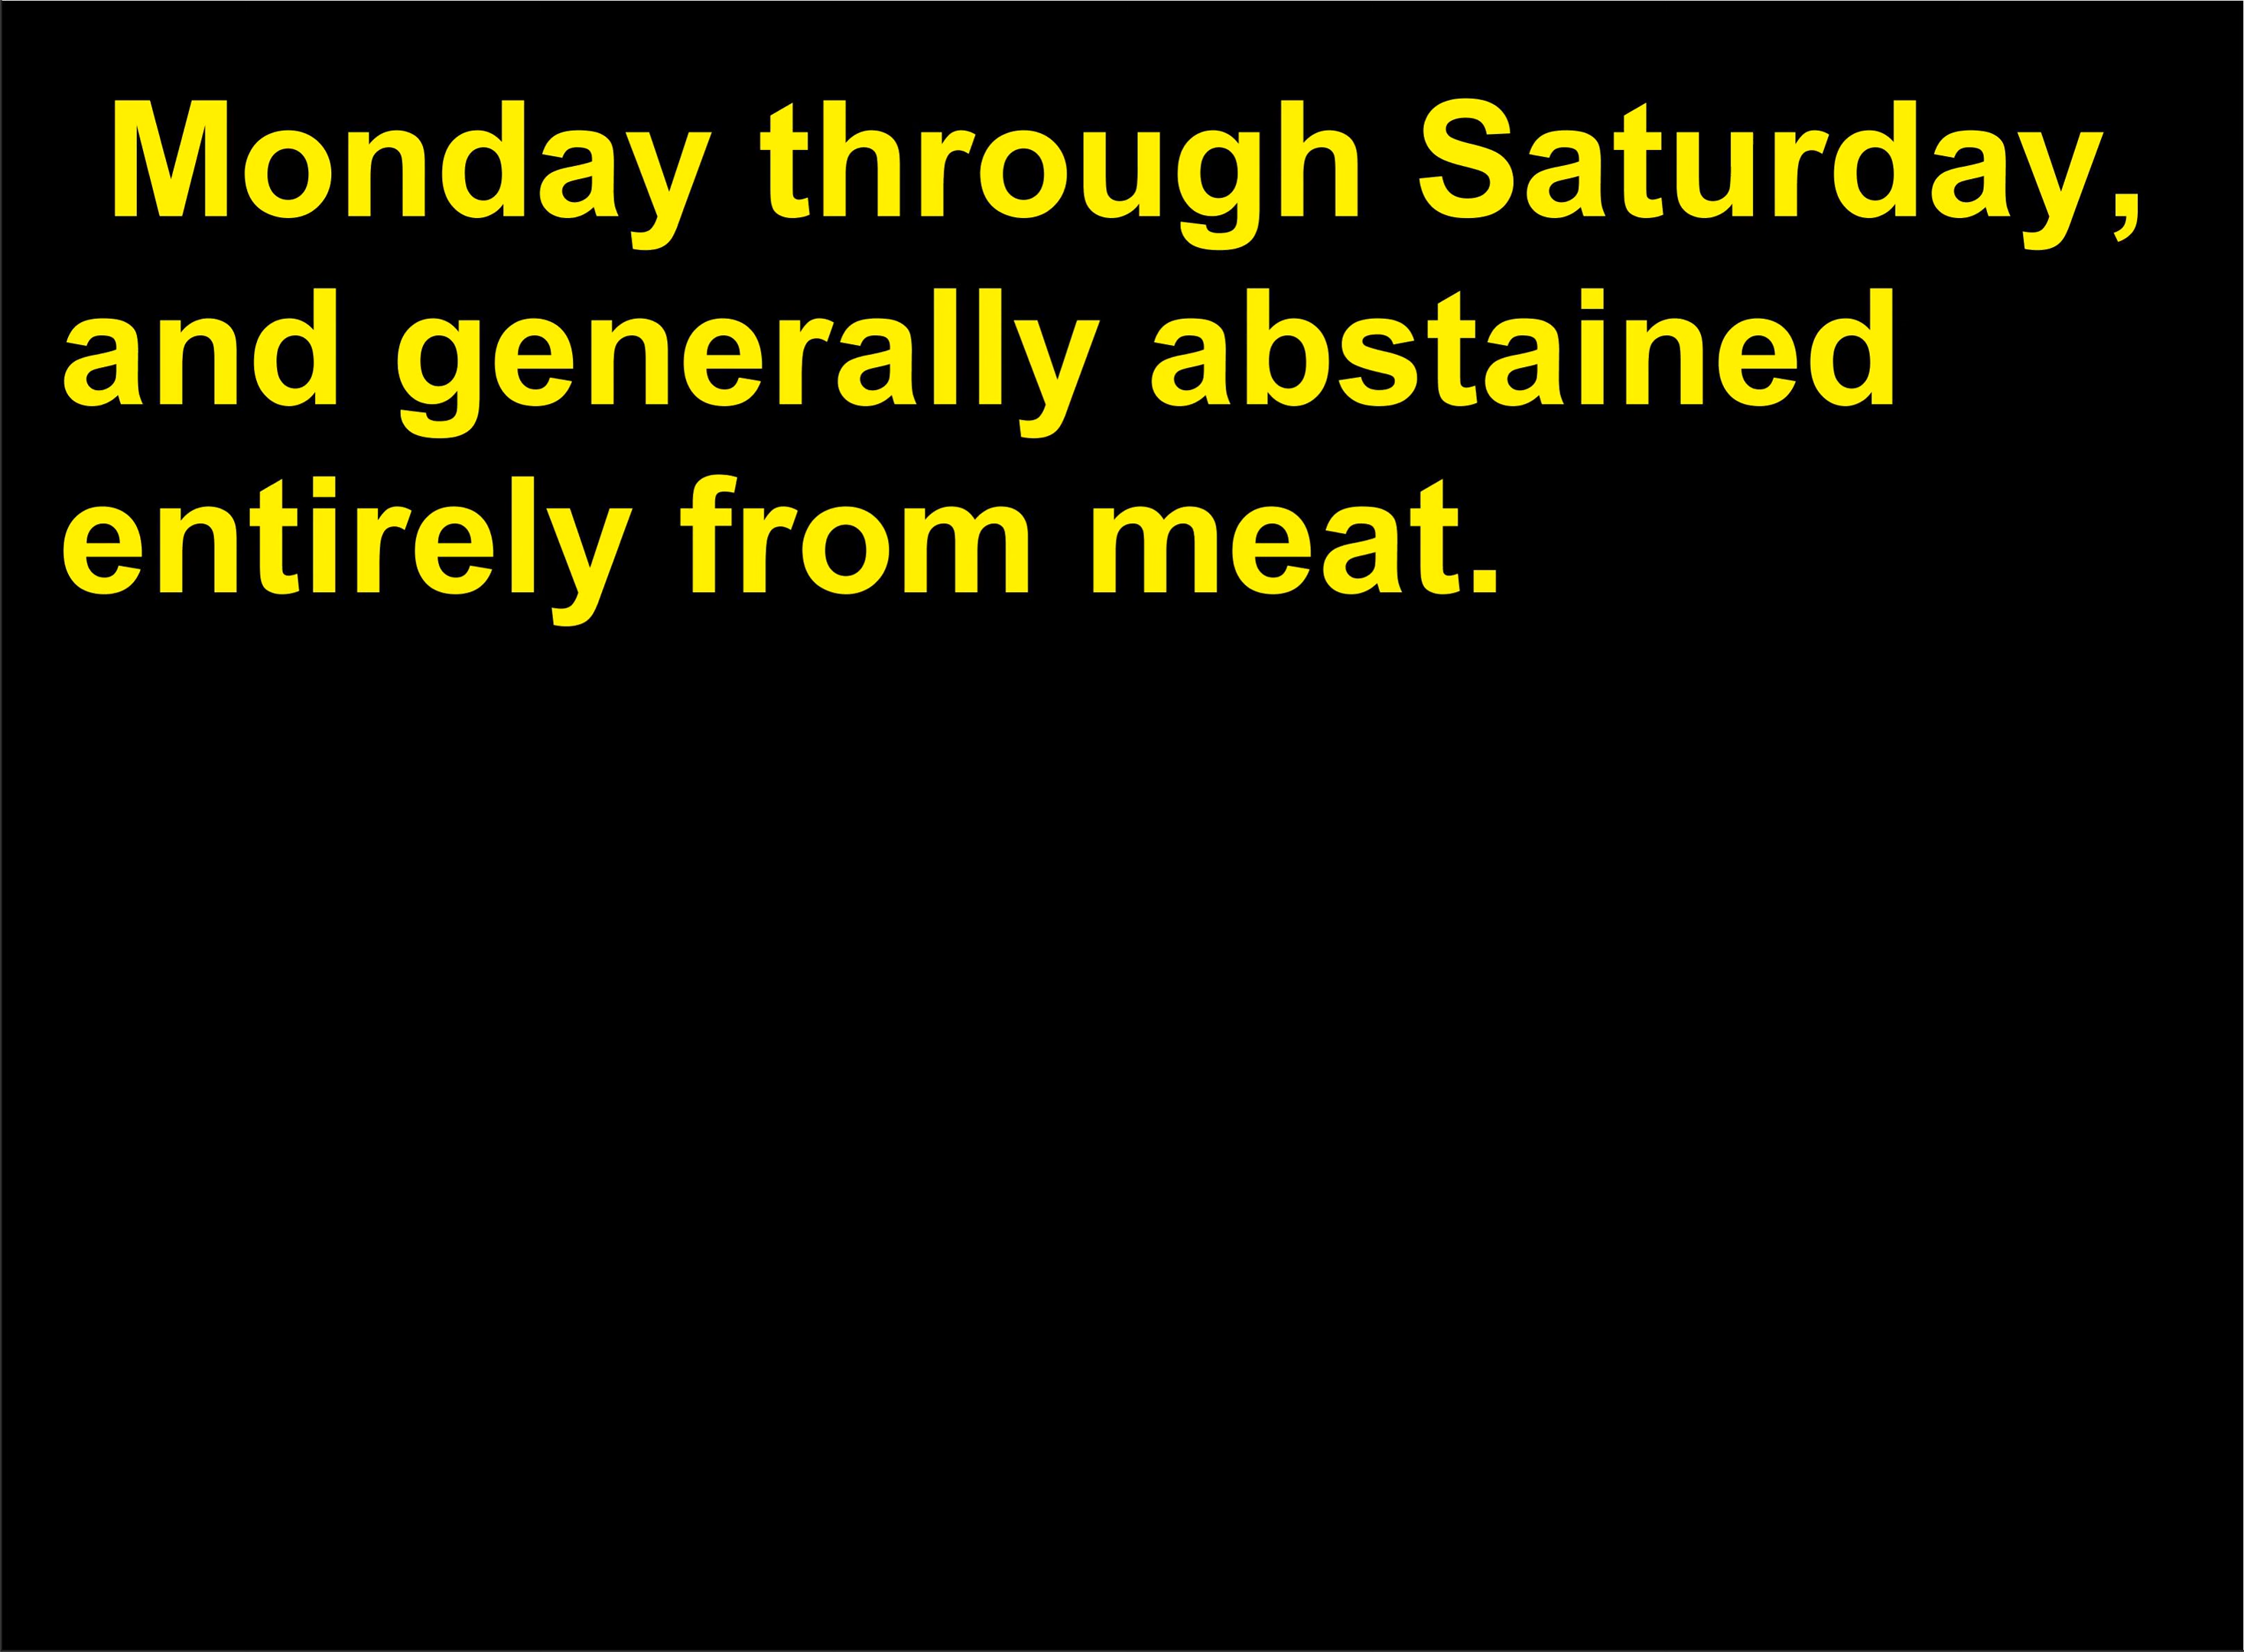 Monday through Saturday,
and generally abstained
entirely from meat.